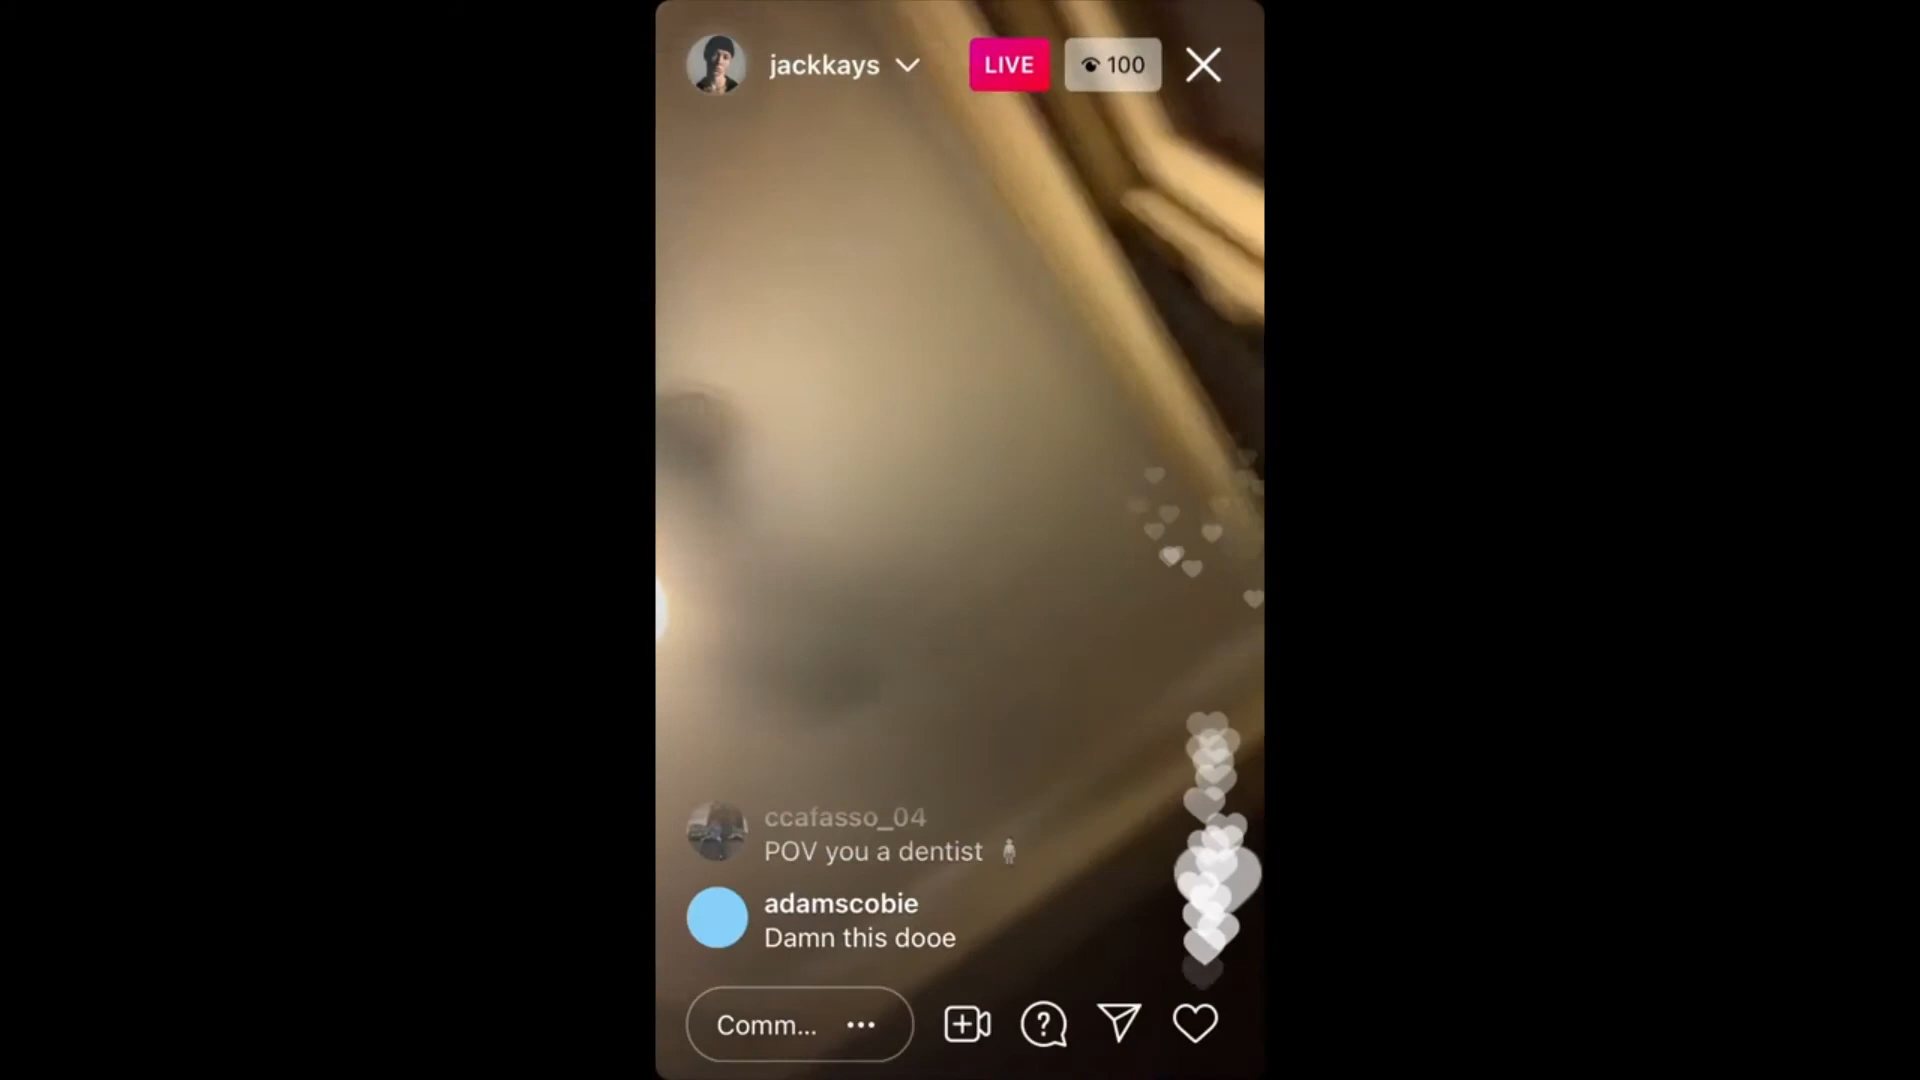 jackkays
LIVE
100
ccafasso_04
POV you a dentist
adamscobie
Damn this dooe
Comm...